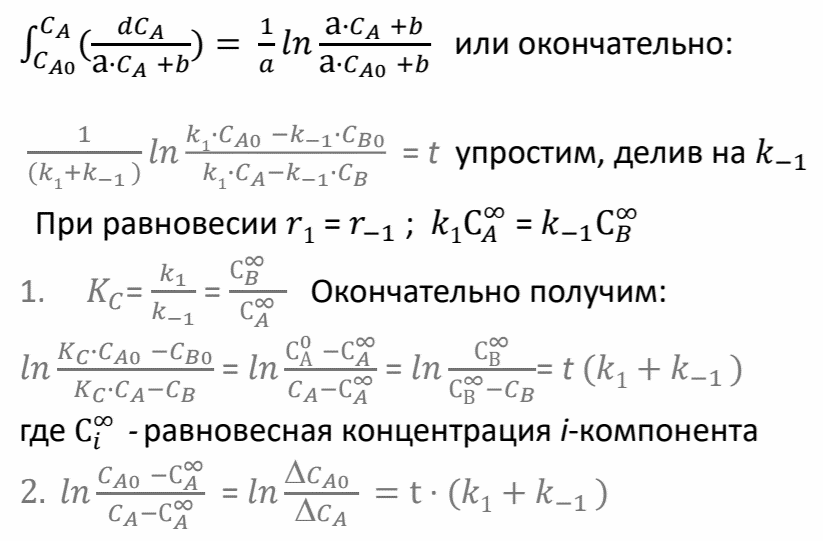 ∫_{C_{A0}}^{C_A} (dC_A / (a·C_A + b)) = (1/a) ln ((a·C_A + b) / (a·C_{A0} + b)) или окончательно:
(1 / (k_1+k_{−1})) ln ((k_1·C_{A0} − k_{−1}·C_{B0}) / (k_1·C_A − k_{−1}·C_B)) = t упростим, делив на k_{−1}
При равновесии r_1 = r_{−1} ; k_1C_A^∞ = k_{−1}C_B^∞
1. K_C = k_1 / k_{−1} = C_B^∞ / C_A^∞ Окончательно получим:
ln ((K_C·C_{A0} − C_{B0}) / (K_C·C_A − C_B)) = ln ((C_A^0 − C_A^∞) / (C_A − C_A^∞)) = ln (C_B^∞ / (C_B^∞ − C_B)) = t (k_1 + k_{−1})
где C_i^∞ - равновесная концентрация i-компонента
2. ln ((C_{A0} − C_A^∞) / (C_A − C_A^∞)) = ln (ΔC_{A0} / ΔC_A) = t · (k_1 + k_{−1})